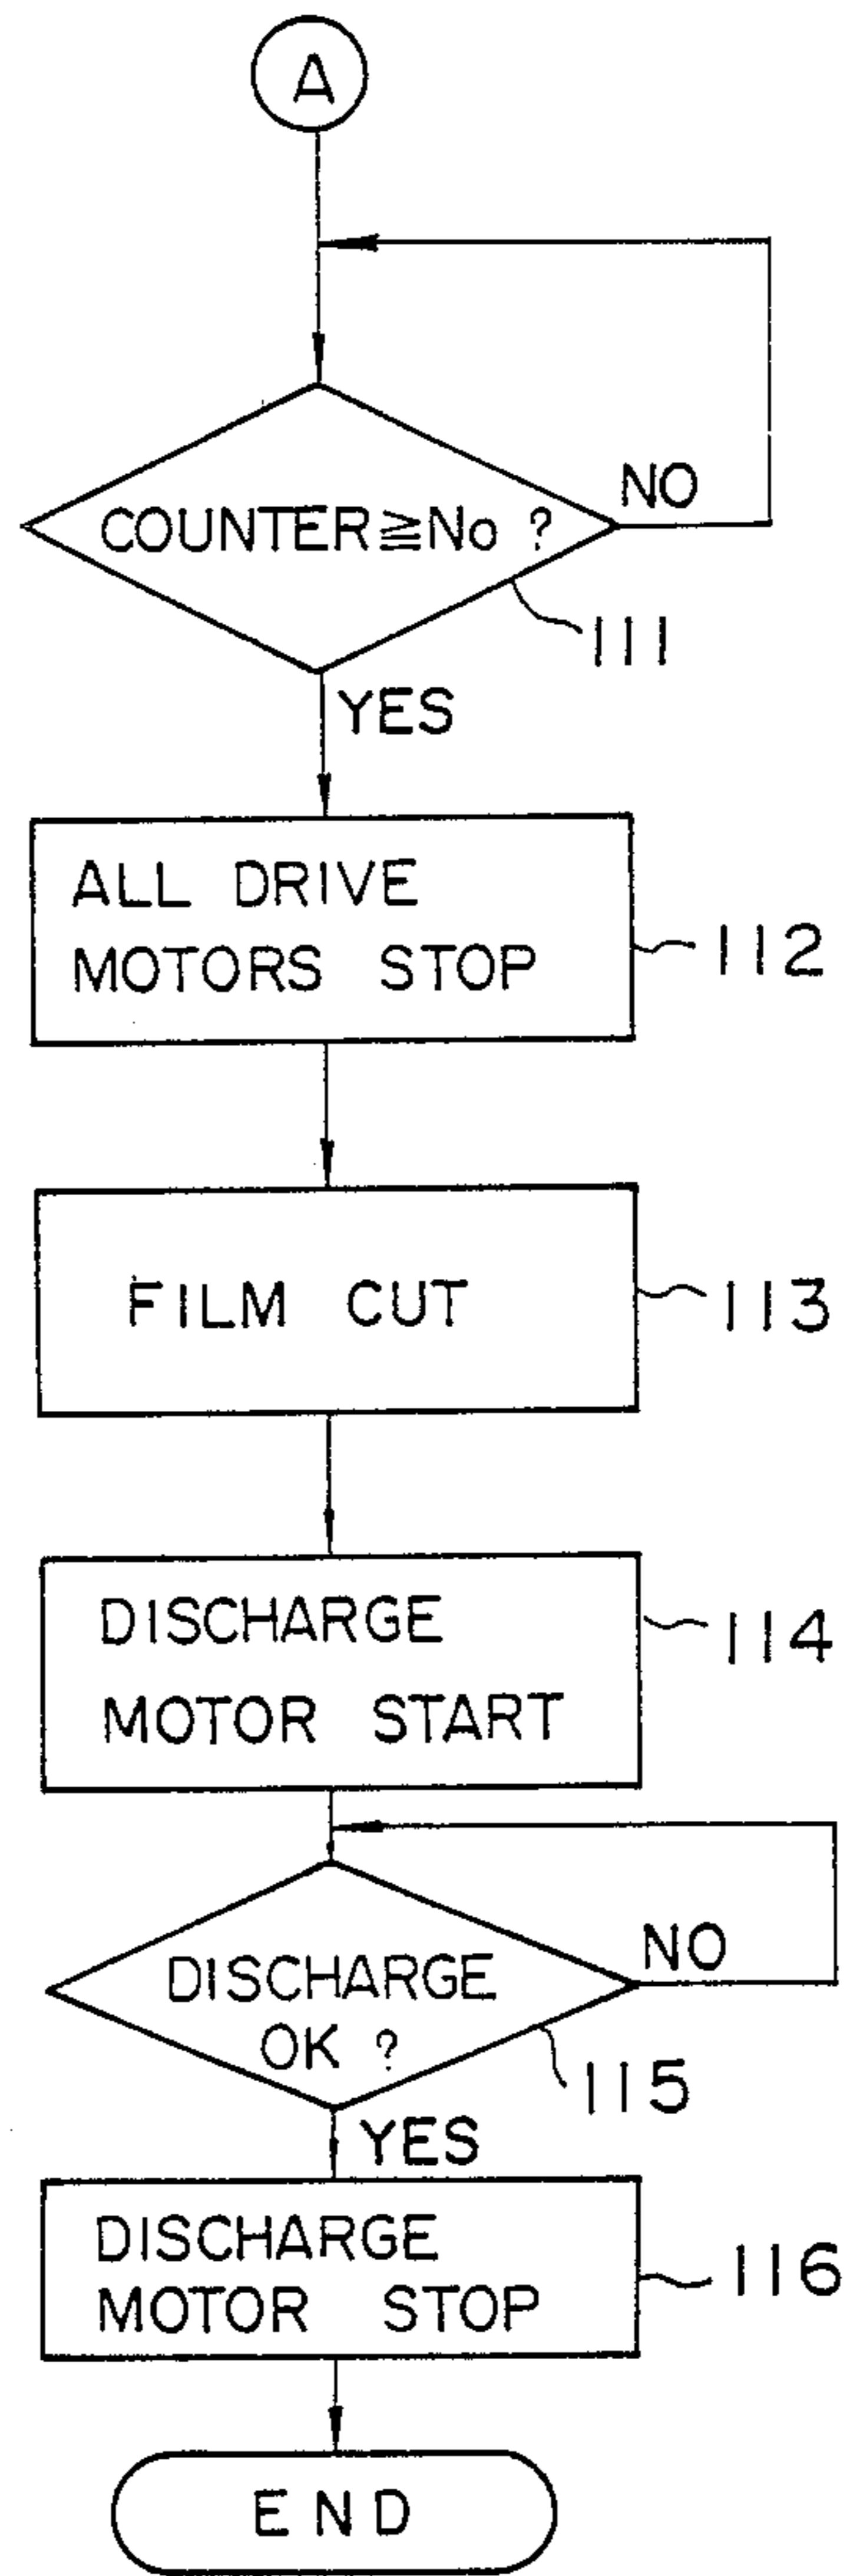 A
NO
COUNTER≧No ?
111
YES
ALL DRIVE
MOTORS STOP
112
FILM CUT
113
DISCHARGE
MOTOR START
114
NO
DISCHARGE
OK ?
115
YES
DISCHARGE
MOTOR STOP
116
END